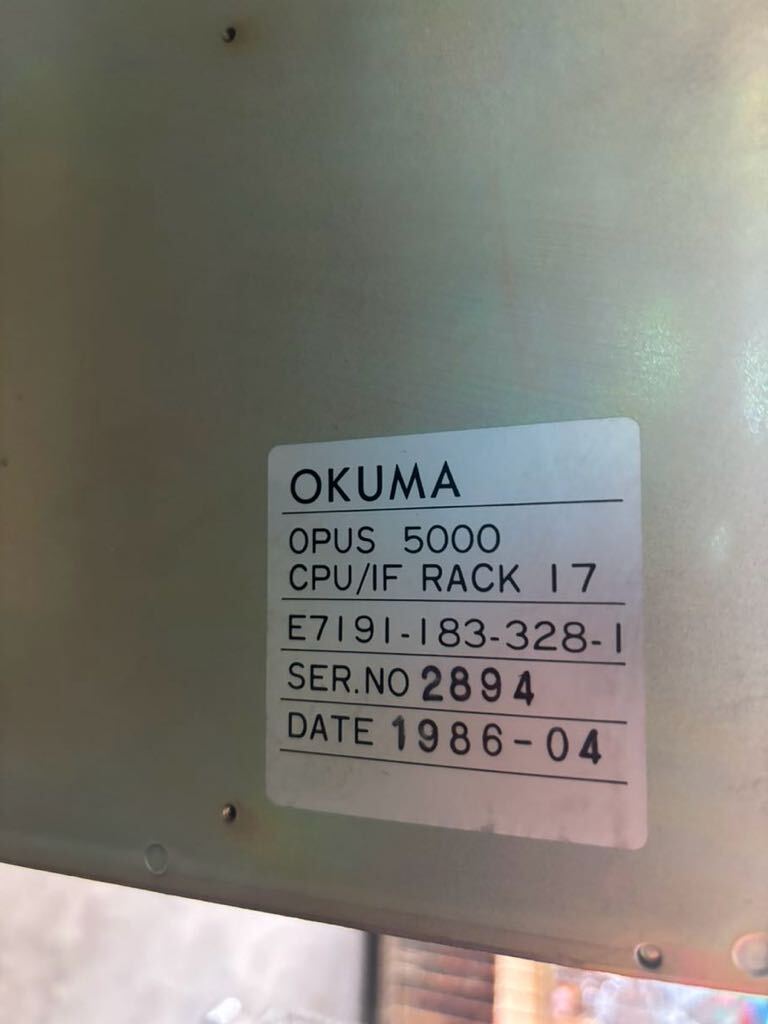 OKUMA
OPUS 5000
CPU/IF RACK 17
E7191-183-328-1
SER.NO 2894
DATE 1986-04